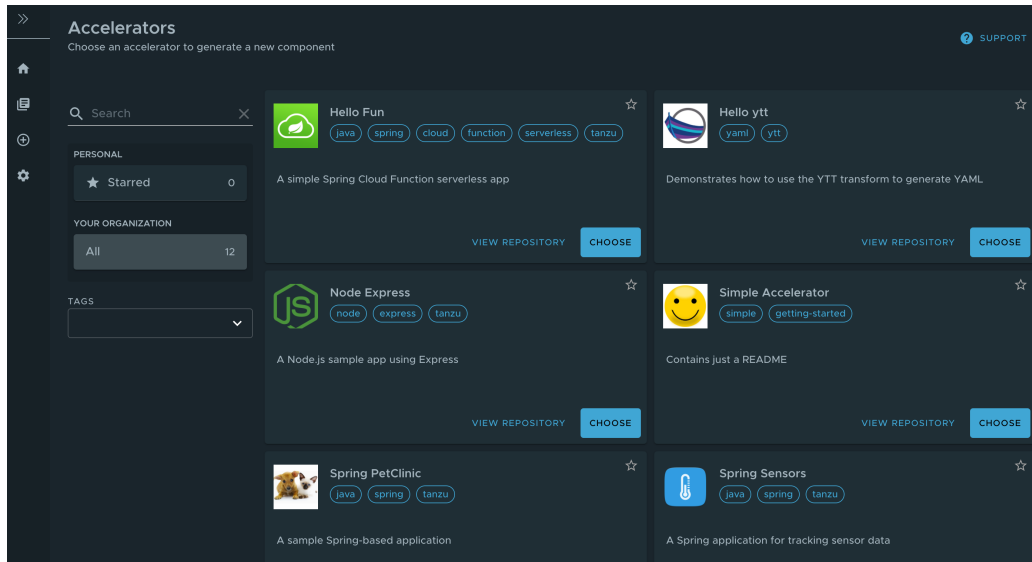 Accelerators
Choose an accelerator to generate a new component
SUPPORT
Search
PERSONAL
Starred 0
YOUR ORGANIZATION
All 12
TAGS
Hello Fun
java spring cloud function serverless tanzu
A simple Spring Cloud Function serverless app
VIEW REPOSITORY CHOOSE
Hello ytt
yaml ytt
Demonstrates how to use the YTT transform to generate YAML
VIEW REPOSITORY CHOOSE
JS
Node Express
node express tanzu
A Node.js sample app using Express
VIEW REPOSITORY CHOOSE
Simple Accelerator
simple getting-started
Contains just a README
VIEW REPOSITORY CHOOSE
Spring PetClinic
java spring tanzu
A sample Spring-based application
Spring Sensors
java spring tanzu
A Spring application for tracking sensor data